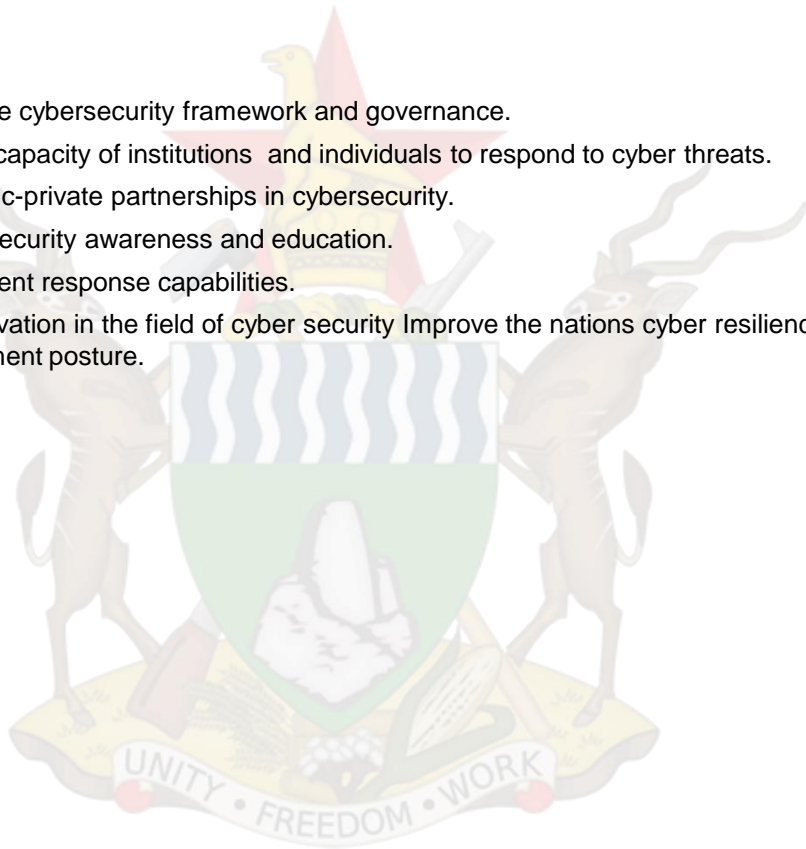 e cybersecurity framework and governance.
capacity of institutions and individuals to respond to cyber threats.
c-private partnerships in cybersecurity.
ecurity awareness and education.
ent response capabilities.
vation in the field of cyber security Improve the nations cyber resilienc
nent posture.
UNITY • FREEDOM • WORK